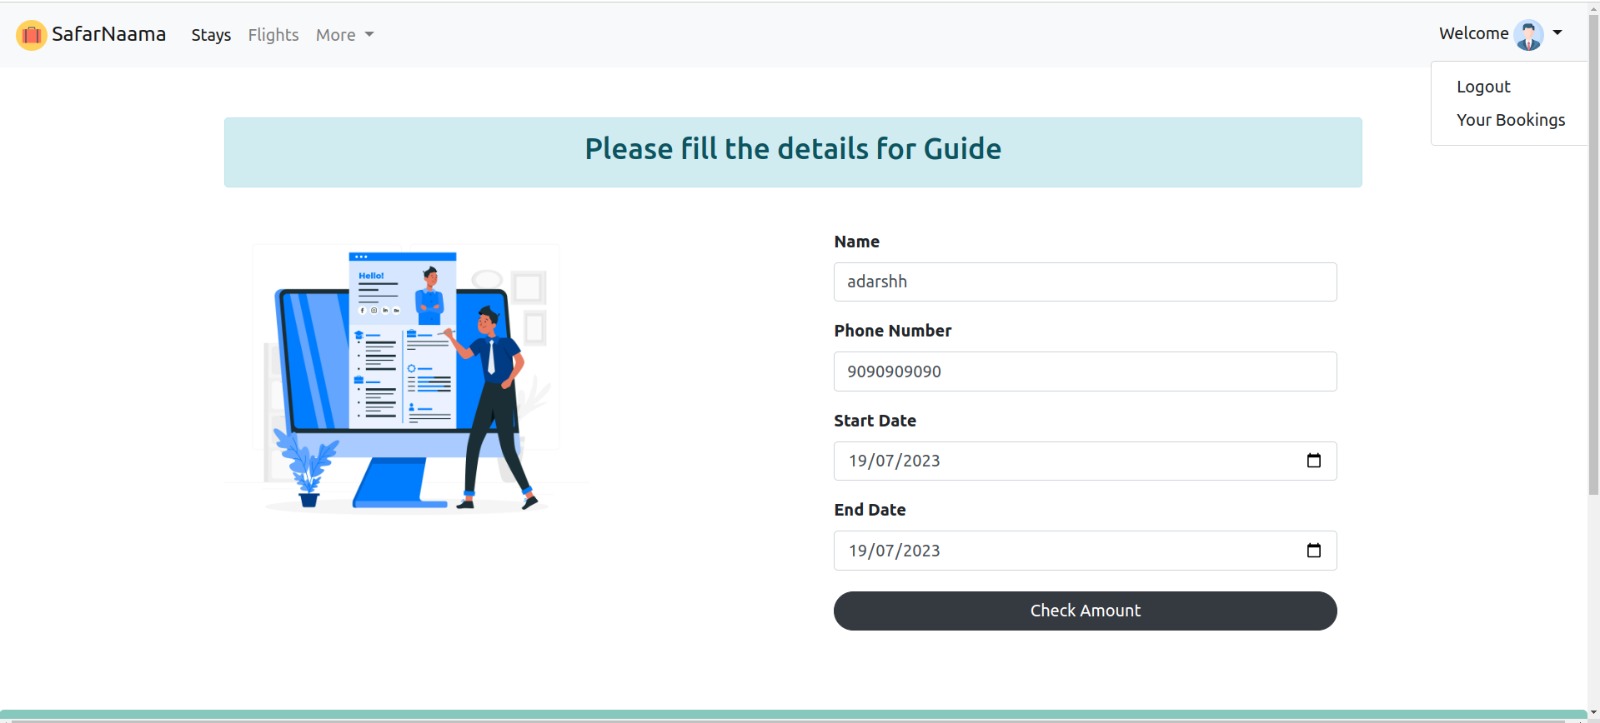 SafarNaama Stays Flights More Welcome
Logout
Your Bookings
Please fill the details for Guide
Hello!
Name
adarshh
Phone Number
9090909090
Start Date
19/07/2023
End Date
19/07/2023
Check Amount